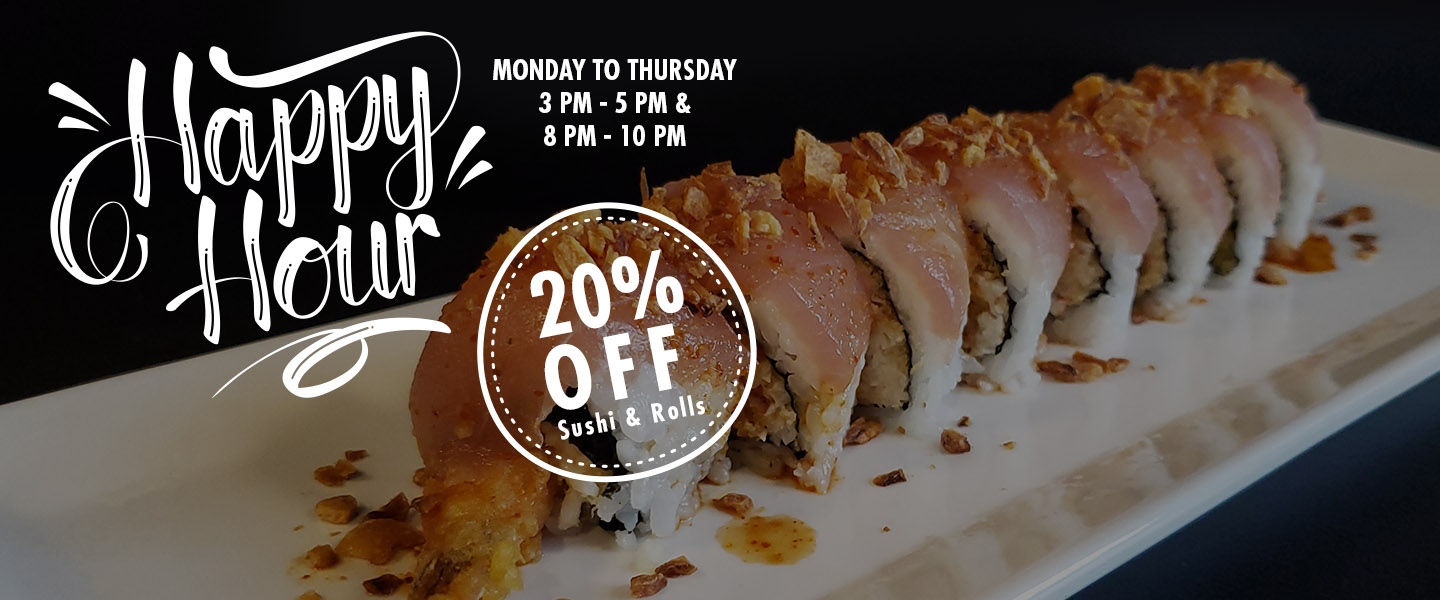 Happy
Hour
MONDAY TO THURSDAY
3 PM - 5 PM &
8 PM - 10 PM
20%
OFF
Sushi & Rolls